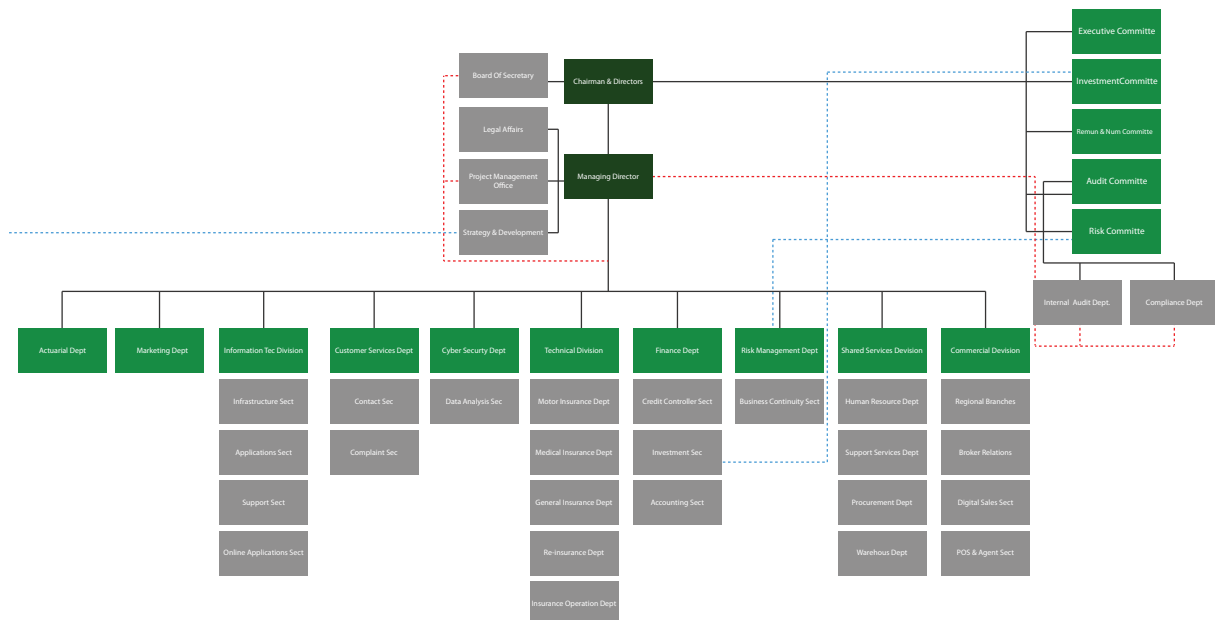 Executive Committe
Board Of Secretary
Chairman & Directors
InvestmentCommitte
Legal Affairs
Remun & Num Committe
Project Management
Office
Managing Director
Audit Committe
Strategy & Development
Risk Committe
Internal Audit Dept.
Compliance Dept
Actuarial Dept
Marketing Dept
Information Tec Division
Customer Services Dept
Cyber Securty Dept
Technical Division
Finance Dept
Risk Management Dept
Shared Services Devision
Commercial Devision
Infrastructure Sect
Contact Sec
Data Analysis Sec
Motor Insurance Dept
Credit Controller Sect
Business Continuity Sect
Human Resource Dept
Regional Branches
Applications Sect
Complaint Sec
Medical Insurance Dept
Investment Sec
Support Services Dept
Broker Relations
Support Sect
General Insurance Dept
Accounting Sect
Procurement Dept
Digital Sales Sect
Online Applications Sect
Re-insurance Dept
Warehous Dept
POS & Agent Sect
Insurance Operation Dept